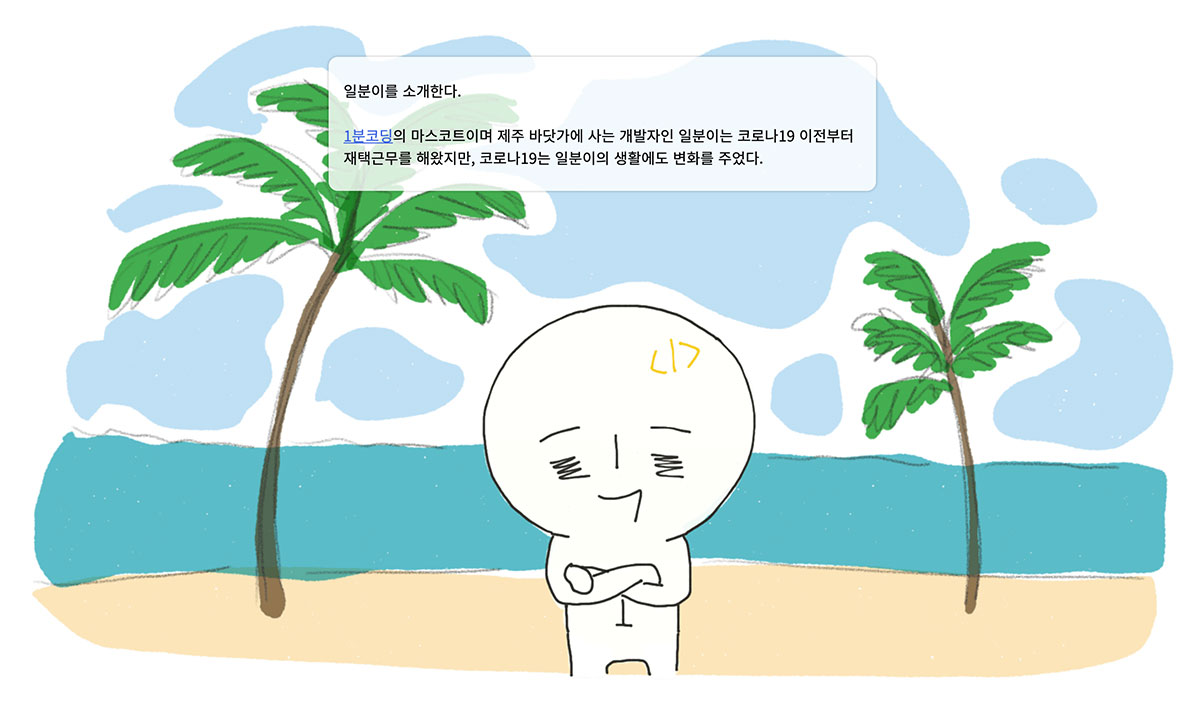 일분이를 소개한다.
1분코딩의 마스코트이며 제주 바닷가에 사는 개발자인 일분이는 코로나19 이전부터
재택근무를 해왔지만, 코로나19는 일분이의 생활에도 변화를 주었다.